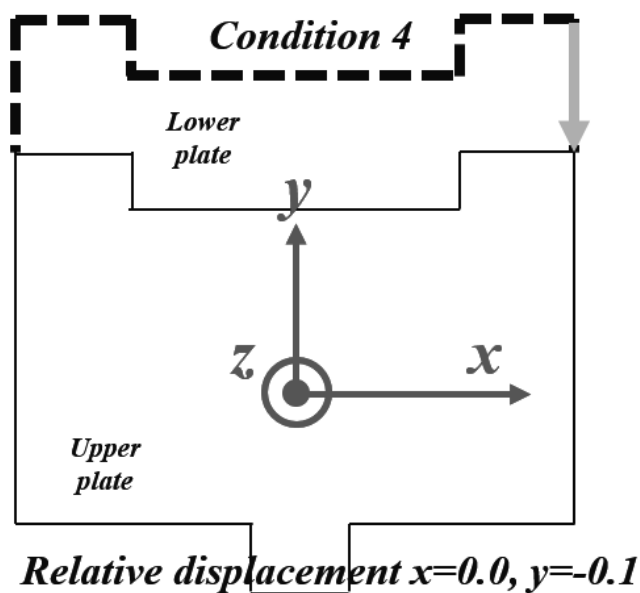 Condition 4
Lower
plate
y
z
x
Upper
plate
Relative displacement x=0.0, y=-0.1